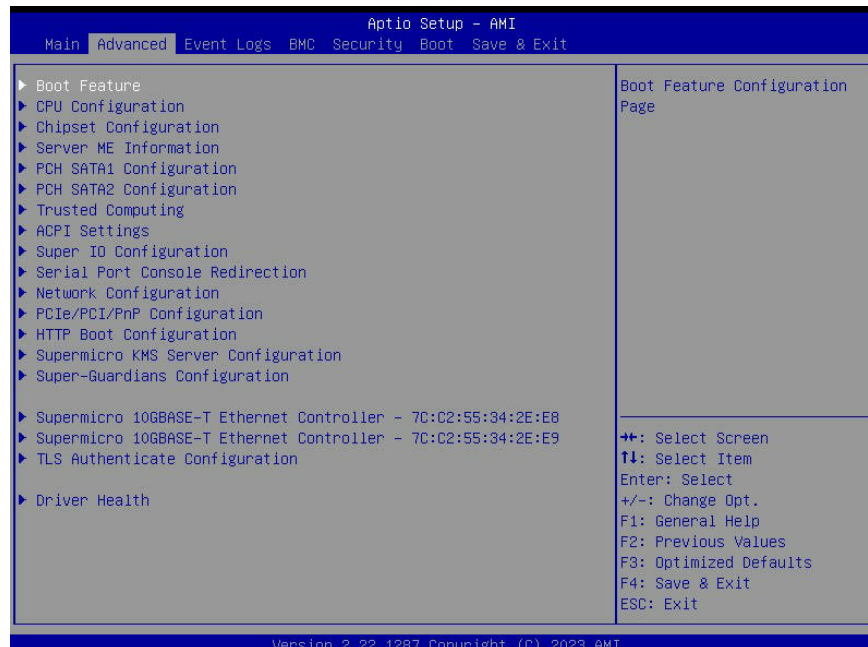 Aptio Setup – AMI
Main Advanced Event Logs BMC Security Boot Save & Exit
Boot Feature
CPU Configuration
Chipset Configuration
Server ME Information
PCH SATA1 Configuration
PCH SATA2 Configuration
Trusted Computing
ACPI Settings
Super IO Configuration
Serial Port Console Redirection
Network Configuration
PCIe/PCI/PnP Configuration
HTTP Boot Configuration
Supermicro KMS Server Configuration
Super-Guardians Configuration
Supermicro 10GBASE-T Ethernet Controller – 7C:C2:55:34:2E:E8
Supermicro 10GBASE-T Ethernet Controller – 7C:C2:55:34:2E:E9
TLS Authenticate Configuration
Driver Health
Boot Feature Configuration
Page
→←: Select Screen
↑↓: Select Item
Enter: Select
+/-: Change Opt.
F1: General Help
F2: Previous Values
F3: Optimized Defaults
F4: Save & Exit
ESC: Exit
Version 2.22.1287 Copyright (C) 2023 AMI